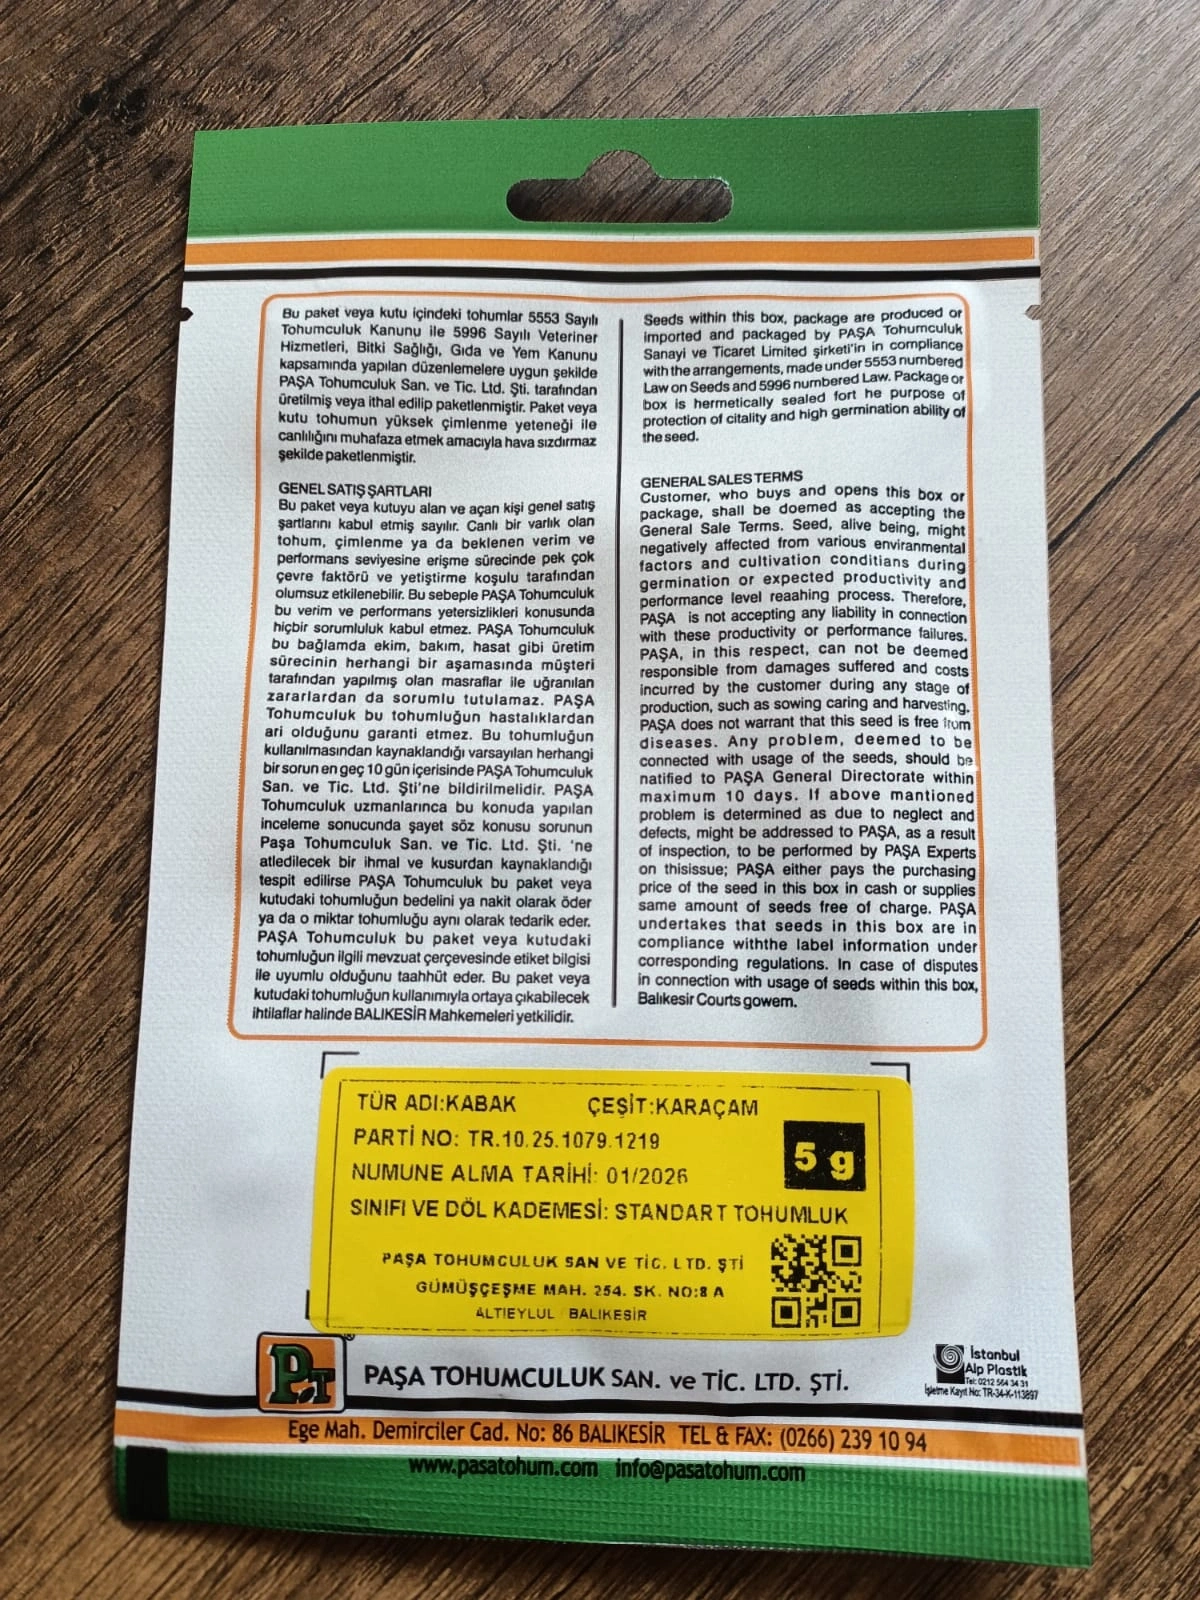 Bu paket veya kutu içindeki tohumlar 5553 Sayılı
Tohumculuk Kanunu ile 5996 Sayılı Veteriner
Hizmetleri, Bitki Sağlığı, Gıda ve Yem Kanunu
kapsamında yapılan düzenlemelere uygun şekilde
PAŞA Tohumculuk San. ve Tic. Ltd. Şti. tarafından
üretilmiş veya ithal edilip paketlenmiştir. Paket veya
kutu tohumun yüksek çimlenme yeteneği ile
canlılığını muhafaza etmek amacıyla hava sızdırmaz
şekilde paketlenmiştir.
GENEL SATIŞ ŞARTLARI
Bu paket veya kutuyu alan ve açan kişi genel satış
şartlarını kabul etmiş sayılır. Canlı bir varlık olan
tohum, çimlenme ya da beklenen verim ve
performans seviyesine erişme sürecinde pek çok
çevre faktörü ve yetiştirme koşulu tarafından
olumsuz etkilenebilir. Bu sebeple PAŞA Tohumculuk
bu verim ve performans yetersizlikleri konusunda
hiçbir sorumluluk kabul etmez. PAŞA Tohumculuk
bu bağlamda ekim, bakım, hasat gibi üretim
sürecinin herhangi bir aşamasında müşteri
tarafından yapılmış olan masraflar ile uğranılan
zararlardan da sorumlu tutulamaz. PAŞA
Tohumculuk bu tohumluğun hastalıklardan
ari olduğunu garanti etmez. Bu tohumluğun
kullanılmasından kaynaklandığı varsayılan herhangi
bir sorun en geç 10 gün içerisinde PAŞA Tohumculuk
San. ve Tic. Ltd. Şti'ne bildirilmelidir. PAŞA
Tohumculuk uzmanlarınca bu konuda yapılan
inceleme sonucunda şayet söz konusu sorunun
Paşa Tohumculuk San. ve Tic. Ltd. Şti. 'ne
atledilecek bir ihmal ve kusurdan kaynaklandığı
tespit edilirse PAŞA Tohumculuk bu paket veya
kutudaki tohumluğun bedelini ya nakit olarak öder
ya da o miktar tohumluğu aynı olarak tedarik eder.
PAŞA Tohumculuk bu paket veya kutudaki
tohumluğun ilgili mevzuat çerçevesinde etiket bilgisi
ile uyumlu olduğunu taahhüt eder. Bu paket veya
kutudaki tohumluğun kullanımıyla ortaya çıkabilecek
ihtilaflar halinde BALIKESİR Mahkemeleri yetkilidir.
Seeds within this box, package are produced or
imported and packaged by PAŞA Tohumculuk
Sanayi ve Ticaret Limited şirketi'in in compliance
with the arrangements, made under 5553 numbered
Law on Seeds and 5996 numbered Law. Package or
box is hermetically sealed fort he purpose of
protection of citality and high germination ability of
the seed.
GENERAL SALES TERMS
Customer, who buys and opens this box or
package, shall be doemed as accepting the
General Sale Terms. Seed, alive being, might
negatively affected from various enviranmental
factors and cultivation conditians during
germination or expected productivity and
performance level reaahing process. Therefore,
PAŞA is not accepting any liability in connection
with these productivity or performance failures.
PAŞA, in this respect, can not be deemed
responsible from damages suffered and costs
incurred by the customer during any stage of
production, such as sowing caring and harvesting.
PAŞA does not warrant that this seed is free from
diseases. Any problem, deemed to be
connected with usage of the seeds, should be
natified to PAŞA General Directorate within
maximum 10 days. If above mantioned
problem is determined as due to neglect and
defects, might be addressed to PAŞA, as a result
of inspection, to be performed by PAŞA Experts
on thisissue; PAŞA either pays the purchasing
price of the seed in this box in cash or supplies
same amount of seeds free of charge. PAŞA
undertakes that seeds in this box are in
compliance withthe label information under
corresponding regulations. In case of disputes
in connection with usage of seeds within this box,
Balıkesir Courts gowern.
TÜR ADI:KABAK ÇEŞİT:KARAÇAM
PARTİ NO: TR.10.25.1079.1219
5 g
NUMUNE ALMA TARİHİ: 01/2026
SINIFI VE DÖL KADEMESİ: STANDART TOHUMLUK
PAŞA TOHUMCULUK SAN VE TİC. LTD. ŞTİ
GÜMÜŞÇEŞME MAH. 254. SK. NO:8 A
ALTIEYLUL BALIKESİR
PT ®
PAŞA TOHUMCULUK SAN. ve TİC. LTD. ŞTİ.
İstanbul
Alp Plastik
Tel: 0212 564 34 31
İşletme Kayıt No: TR-34-K-113897
Ege Mah. Demirciler Cad. No: 86 BALIKESİR TEL & FAX: (0266) 239 10 94
www.pasatohum.com info@pasatohum.com